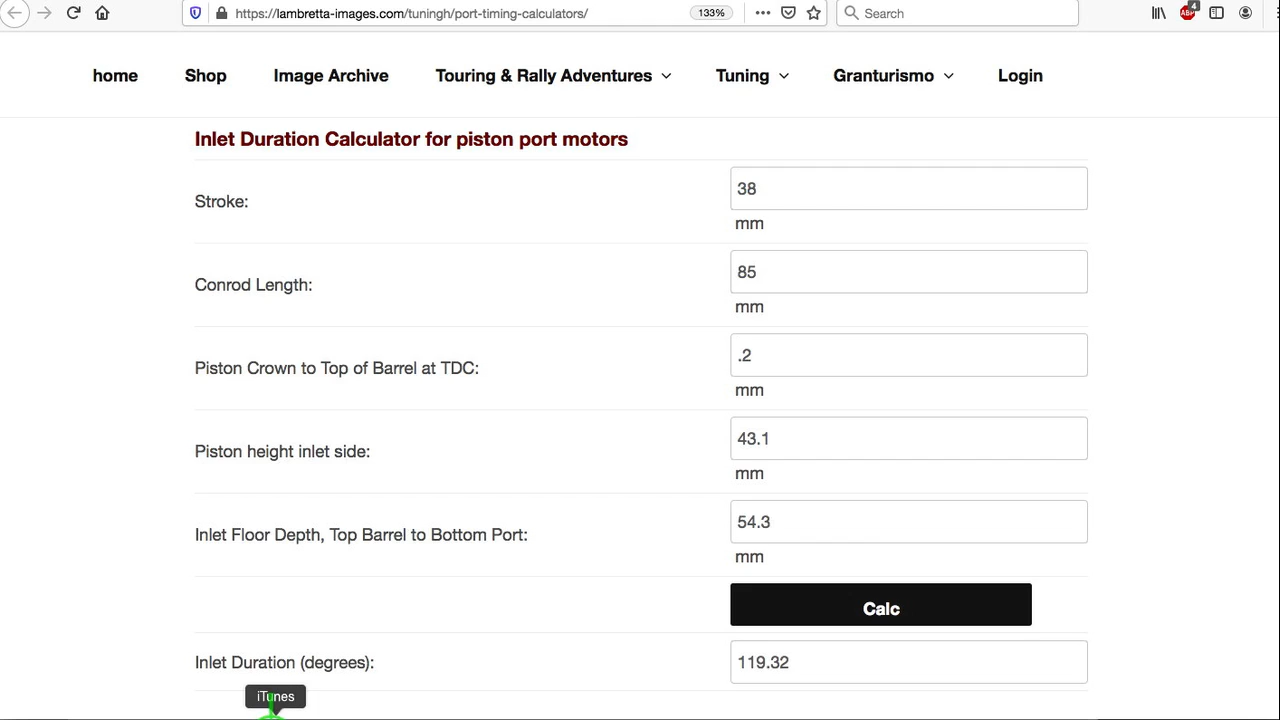 https://lambretta-images.com/tuningh/port-timing-calculators/
133%
Search
ABP
4
home Shop Image Archive Touring & Rally Adventures Tuning Granturismo Login
Inlet Duration Calculator for piston port motors
Stroke:
38
mm
Conrod Length:
85
mm
Piston Crown to Top of Barrel at TDC:
.2
mm
Piston height inlet side:
43.1
mm
Inlet Floor Depth, Top Barrel to Bottom Port:
54.3
mm
Calc
Inlet Duration (degrees):
119.32
iTunes